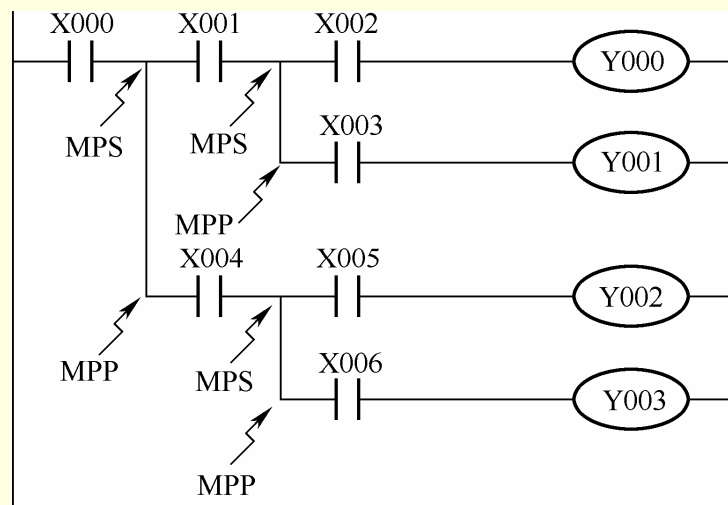 X000 X001 X002
Y000
MPS MPS
X003
Y001
MPP
X004 X005
Y002
MPP MPS
X006
Y003
MPP